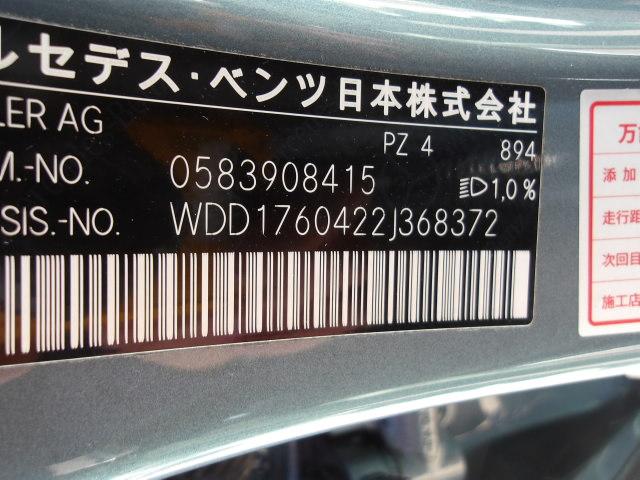 ルセデス・ベンツ日本株式会社
LER AG
PZ 4 894
M.-NO. 0583908415 1,0%
SIS.-NO. WDD1760422J368372
万
添加
走行距
次回目
施工店